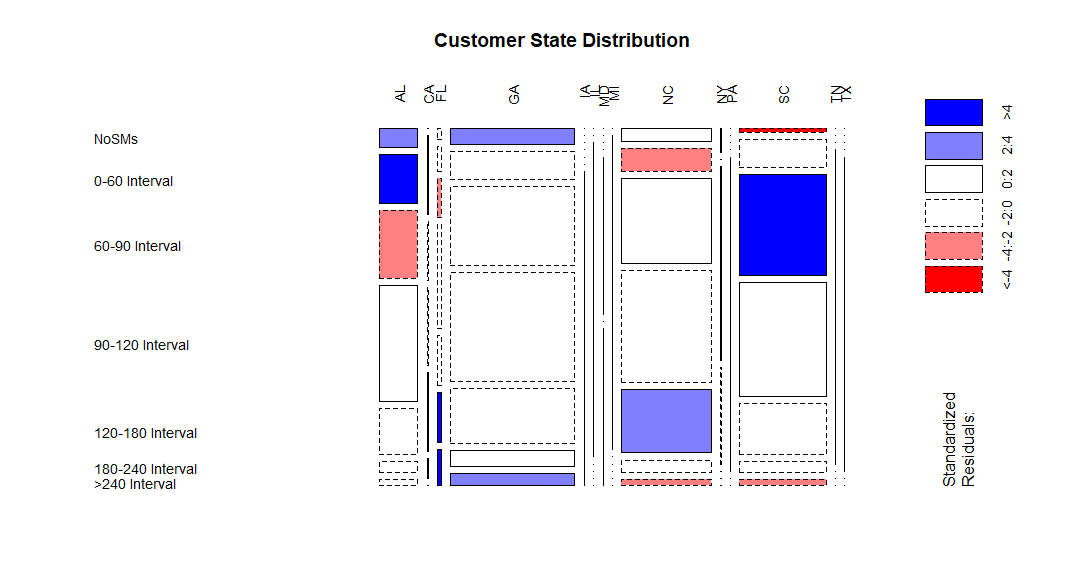 Customer State Distribution
AL
CA
FL
GA
IA
IL
MD
MI
NC
NY
PA
SC
TN
TX
NoSMs
0-60 Interval
60-90 Interval
90-120 Interval
120-180 Interval
180-240 Interval
>240 Interval
>4
2:4
0:2
-2:0
-4:-2
<-4
Standardized
Residuals: